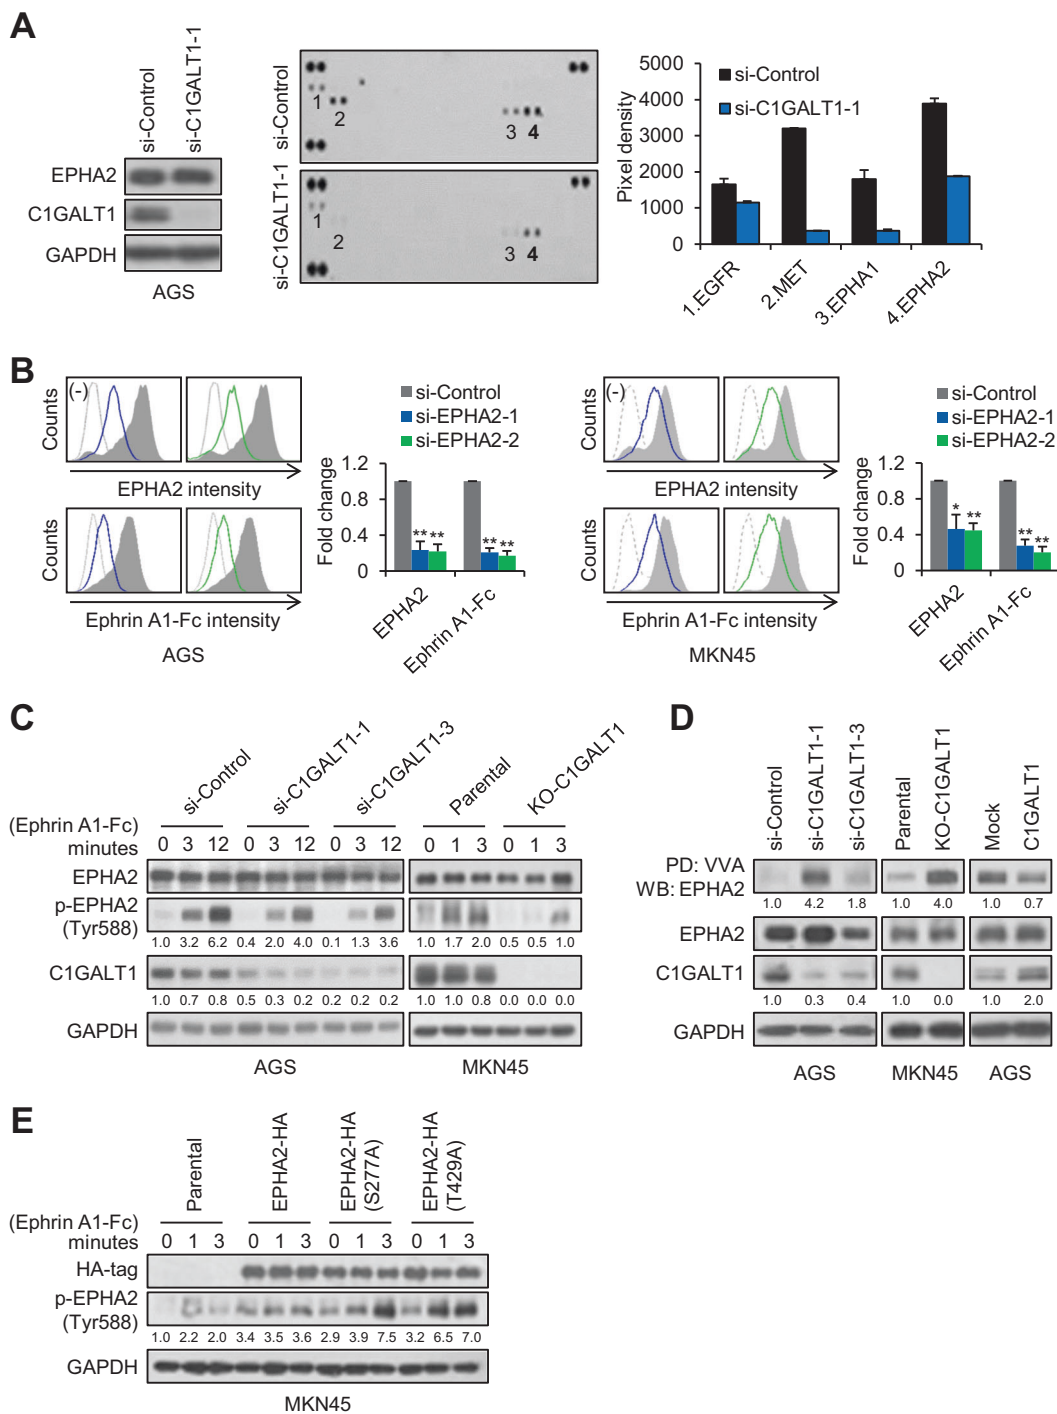 A
si-Control
si-C1GALT1-1
EPHA2
C1GALT1
GAPDH
AGS
si-Control
1
2
3
4
si-C1GALT1-1
1
2
3
4
Pixel density
5000
4000
3000
2000
1000
0
si-Control
si-C1GALT1-1
1.EGFR
2.MET
3.EPHA1
4.EPHA2
B
Counts
(-)
EPHA2 intensity
Counts
Ephrin A1-Fc intensity
AGS
si-Control
si-EPHA2-1
si-EPHA2-2
Fold change
1.2
0.8
0.4
0
** **
** **
EPHA2
Ephrin A1-Fc
Counts
(-)
EPHA2 intensity
Counts
Ephrin A1-Fc intensity
MKN45
si-Control
si-EPHA2-1
si-EPHA2-2
Fold change
1.2
0.8
0.4
0
* **
** **
EPHA2
Ephrin A1-Fc
C
si-Control
si-C1GALT1-1
si-C1GALT1-3
Parental
KO-C1GALT1
(Ephrin A1-Fc)
minutes
0 3 12 0 3 12 0 3 12 0 1 3 0 1 3
EPHA2
p-EPHA2
(Tyr588)
1.0 3.2 6.2 0.4 2.0 4.0 0.1 1.3 3.6 1.0 1.7 2.0 0.5 0.5 1.0
C1GALT1
1.0 0.7 0.8 0.5 0.3 0.2 0.2 0.2 0.2 1.0 1.0 0.8 0.0 0.0 0.0
GAPDH
AGS
MKN45
D
si-Control
si-C1GALT1-1
si-C1GALT1-3
Parental
KO-C1GALT1
Mock
C1GALT1
PD: VVA
WB: EPHA2
1.0 4.2 1.8 1.0 4.0 1.0 0.7
EPHA2
C1GALT1
1.0 0.3 0.4 1.0 0.0 1.0 2.0
GAPDH
AGS
MKN45
AGS
E
Parental
EPHA2-HA
EPHA2-HA
(S277A)
EPHA2-HA
(T429A)
(Ephrin A1-Fc)
minutes
0 1 3 0 1 3 0 1 3 0 1 3
HA-tag
p-EPHA2
(Tyr588)
1.0 2.2 2.0 3.4 3.5 3.6 2.9 3.9 7.5 3.2 6.5 7.0
GAPDH
MKN45